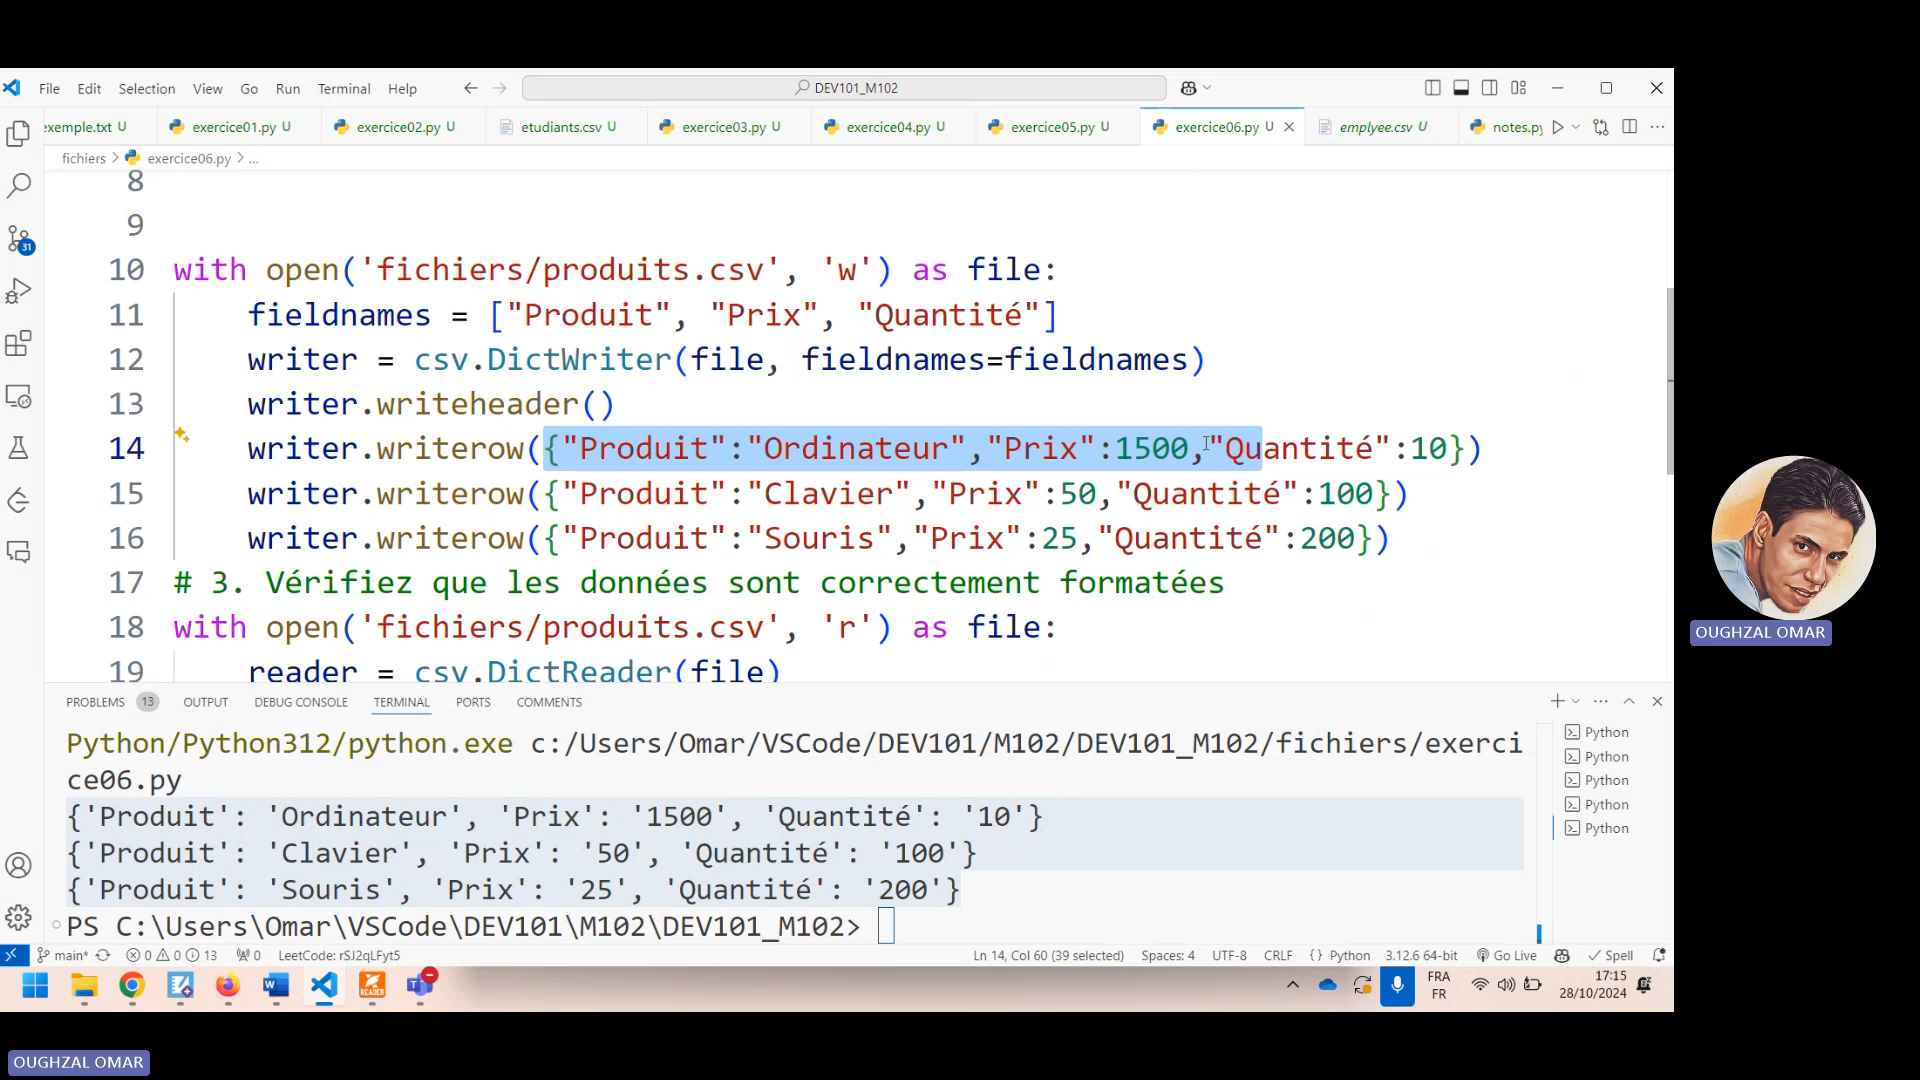 File Edit Selection View Go Run Terminal Help
DEV101_M102
exemple.txt U
exercice01.py U
exercice02.py U
etudiants.csv U
exercice03.py U
exercice04.py U
exercice05.py U
exercice06.py U
emplyee.csv U
notes.py
fichiers > exercice06.py > ...
8
9
10 with open('fichiers/produits.csv', 'w') as file:
11 fieldnames = ["Produit", "Prix", "Quantité"]
12 writer = csv.DictWriter(file, fieldnames=fieldnames)
13 writer.writeheader()
14 writer.writerow({"Produit":"Ordinateur","Prix":1500,"Quantité":10})
15 writer.writerow({"Produit":"Clavier","Prix":50,"Quantité":100})
16 writer.writerow({"Produit":"Souris","Prix":25,"Quantité":200})
17 # 3. Vérifiez que les données sont correctement formatées
18 with open('fichiers/produits.csv', 'r') as file:
19 reader = csv.DictReader(file)
31
OUGHZAL OMAR
PROBLEMS 13 OUTPUT DEBUG CONSOLE TERMINAL PORTS COMMENTS
Python/Python312/python.exe c:/Users/Omar/VSCode/DEV101/M102/DEV101_M102/fichiers/exerci
ce06.py
{'Produit': 'Ordinateur', 'Prix': '1500', 'Quantité': '10'}
{'Produit': 'Clavier', 'Prix': '50', 'Quantité': '100'}
{'Produit': 'Souris', 'Prix': '25', 'Quantité': '200'}
PS C:\Users\Omar\VSCode\DEV101\M102\DEV101_M102>
Python
Python
Python
Python
Python
main* 0 0 13 0 LeetCode: rSJ2qLFyt5 Ln 14, Col 60 (39 selected) Spaces: 4 UTF-8 CRLF { } Python 3.12.6 64-bit Go Live Spell
READER
FRA
FR
17:15
28/10/2024
OUGHZAL OMAR